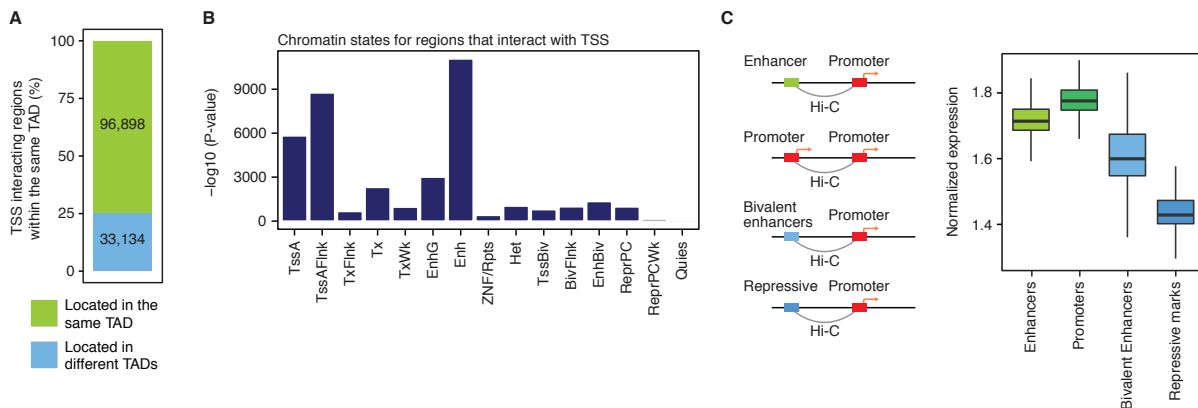 A
TSS interacting regions
within the same TAD (%)
100
75
50
25
0
96,898
33,134
Located in the
same TAD
Located in
different TADs
B
Chromatin states for regions that interact with TSS
−log10 (P-value)
9000
6000
3000
0
TssA
TssAFlnk
TxFlnk
Tx
TxWk
EnhG
Enh
ZNF/Rpts
Het
TssBiv
BivFlnk
EnhBiv
ReprPC
ReprPCWk
Quies
C
Enhancer Promoter
Hi-C
Promoter Promoter
Hi-C
Bivalent
enhancers Promoter
Hi-C
Repressive Promoter
Hi-C
Normalized expression
1.8
1.6
1.4
Enhancers
Promoters
Bivalent Enhancers
Repressive marks